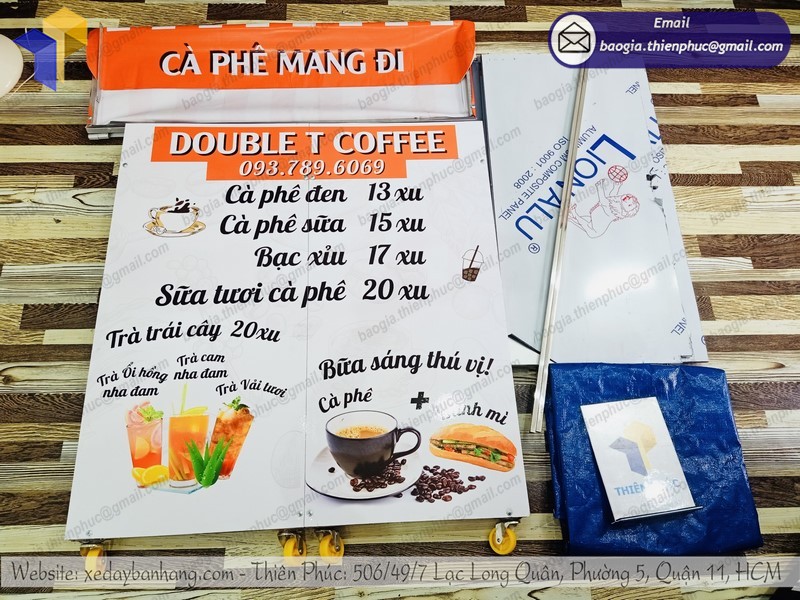 Email
baogia.thienphuc@gmail.com
CÀ PHÊ MANG ĐI
DOUBLE T COFFEE
093.789.6069
Cà phê đen 13 xu
Cà phê sữa 15 xu
Bạc xỉu 17 xu
Sữa tươi cà phê 20 xu
Trà trái cây 20xu
Trà Ổi hồng
nha đam
Trà cam
nha đam
Trà Vải tươi
Bữa sáng thú vị!
Cà phê
+
Bánh mì
LIONALU®
ALUMINIUM COMPOSITE PANEL
ISO 9001 : 2008
THIÊN
Website: xedaybanhang.com - Thiên Phúc: 506/49/7 Lạc Long Quân, Phường 5, Quận 11, HCM